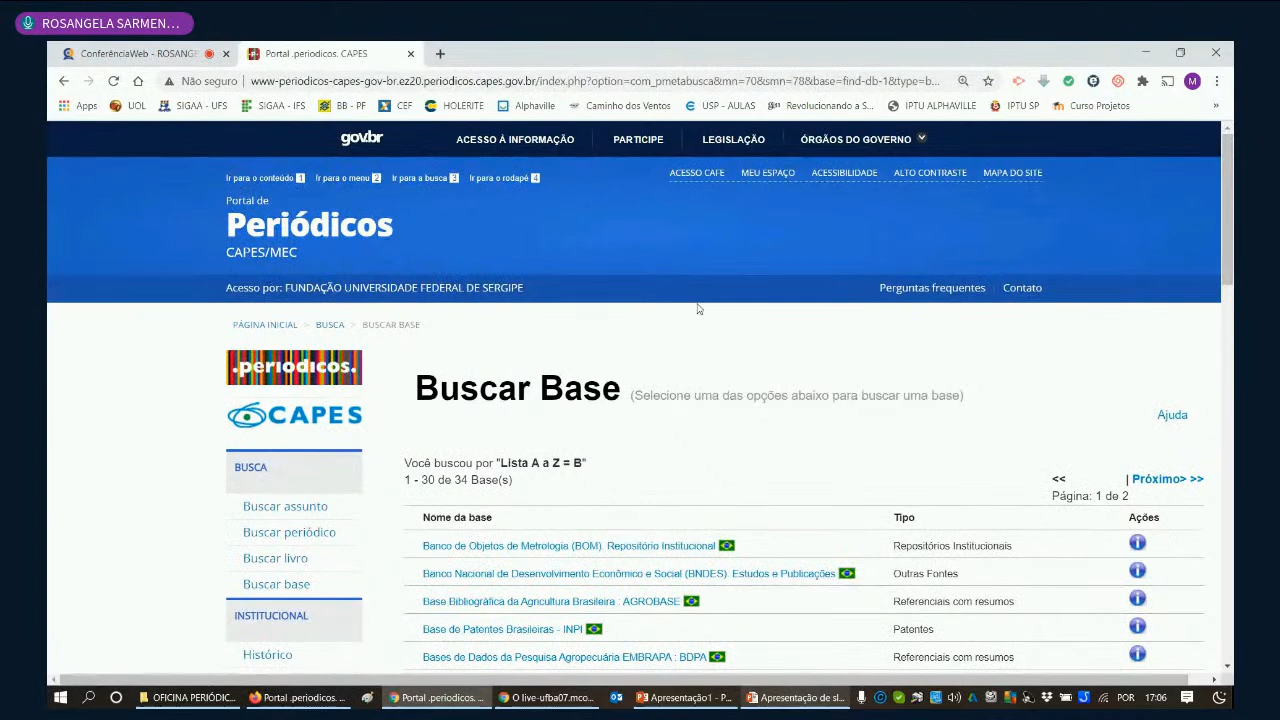 ROSANGELA SARMEN...
ConferênciaWeb - ROSANGE
Portal .periodicos. CAPES
Não seguro
www-periodicos-capes-gov-br.ez20.periodicos.capes.gov.br/index.php?option=com_pmetabusca&mn=70&smn=78&base=find-db-1&type=b...
M
Apps
UOL
SIGAA - UFS
SIGAA - IFS
BB - PF
CEF
HOLERITE
Alphaville
Caminho dos Ventos
USP - AULAS
Revolucionando a S...
IPTU ALPHAVILLE
IPTU SP
Curso Projetos
»
gov.br
ACESSO À INFORMAÇÃO
PARTICIPE
LEGISLAÇÃO
ÓRGÃOS DO GOVERNO
Ir para o conteúdo 1
Ir para o menu 2
Ir para a busca 3
Ir para o rodapé 4
ACESSO CAFE
MEU ESPAÇO
ACESSIBILIDADE
ALTO CONTRASTE
MAPA DO SITE
Portal de
Periódicos
CAPES/MEC
Acesso por: FUNDAÇÃO UNIVERSIDADE FEDERAL DE SERGIPE
Perguntas frequentes
Contato
PÁGINA INICIAL > BUSCA > BUSCAR BASE
.periodicos.
CAPES
Buscar Base (Selecione uma das opções abaixo para buscar uma base)
Ajuda
BUSCA
Buscar assunto
Buscar periódico
Buscar livro
Buscar base
INSTITUCIONAL
Histórico
Você buscou por "Lista A a Z = B"
1 - 30 de 34 Base(s)
<< | Próximo> >>
Página: 1 de 2
Nome da base Tipo Ações
Banco de Objetos de Metrologia (BOM). Repositório Institucional Repositórios Institucionais
Banco Nacional de Desenvolvimento Econômico e Social (BNDES). Estudos e Publicações Outras Fontes
Base Bibliográfica da Agricultura Brasileira : AGROBASE Referenciais com resumos
Base de Patentes Brasileiras - INPI Patentes
Bases de Dados da Pesquisa Agropecuária EMBRAPA : BDPA Referenciais com resumos
OFICINA PERIÓDIC...
Portal .periodicos. ...
Portal .periodicos. ...
O live-ufba07.mco...
Apresentação1 - P...
Apresentação de sl...
POR
17:06